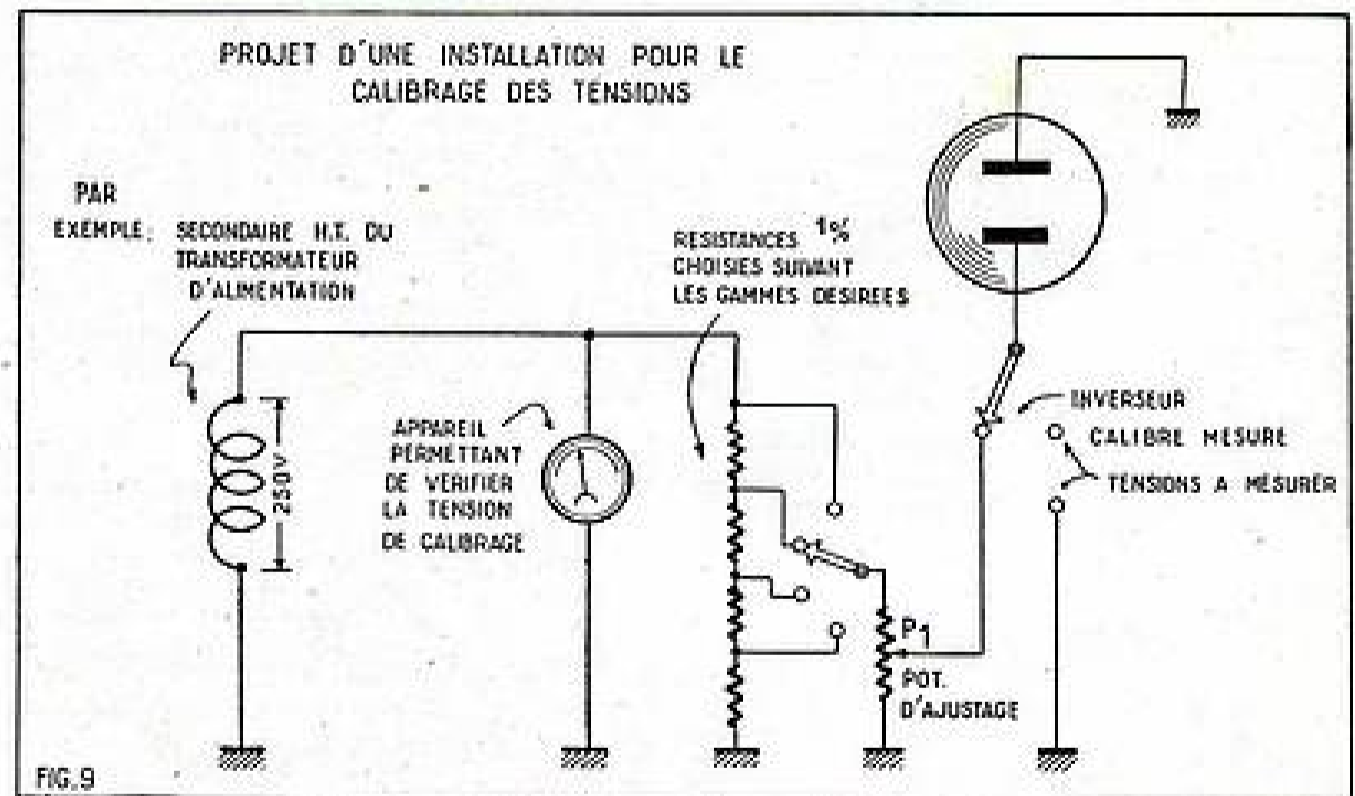 PROJET D'UNE INSTALLATION POUR LE
CALIBRAGE DES TENSIONS
PAR
EXEMPLE: SECONDAIRE H.T. DU
TRANSFORMATEUR
D'ALIMENTATION
250V
APPAREIL
PERMETTANT
DE VERIFIER
LA TENSION
DE CALIBRAGE
RESISTANCES 1%
CHOISIES SUIVANT
LES GAMMES DESIREES
INVERSEUR
CALIBRE MESURE
TENSIONS A MESURER
P1
POT.
D'AJUSTAGE
FIG.9